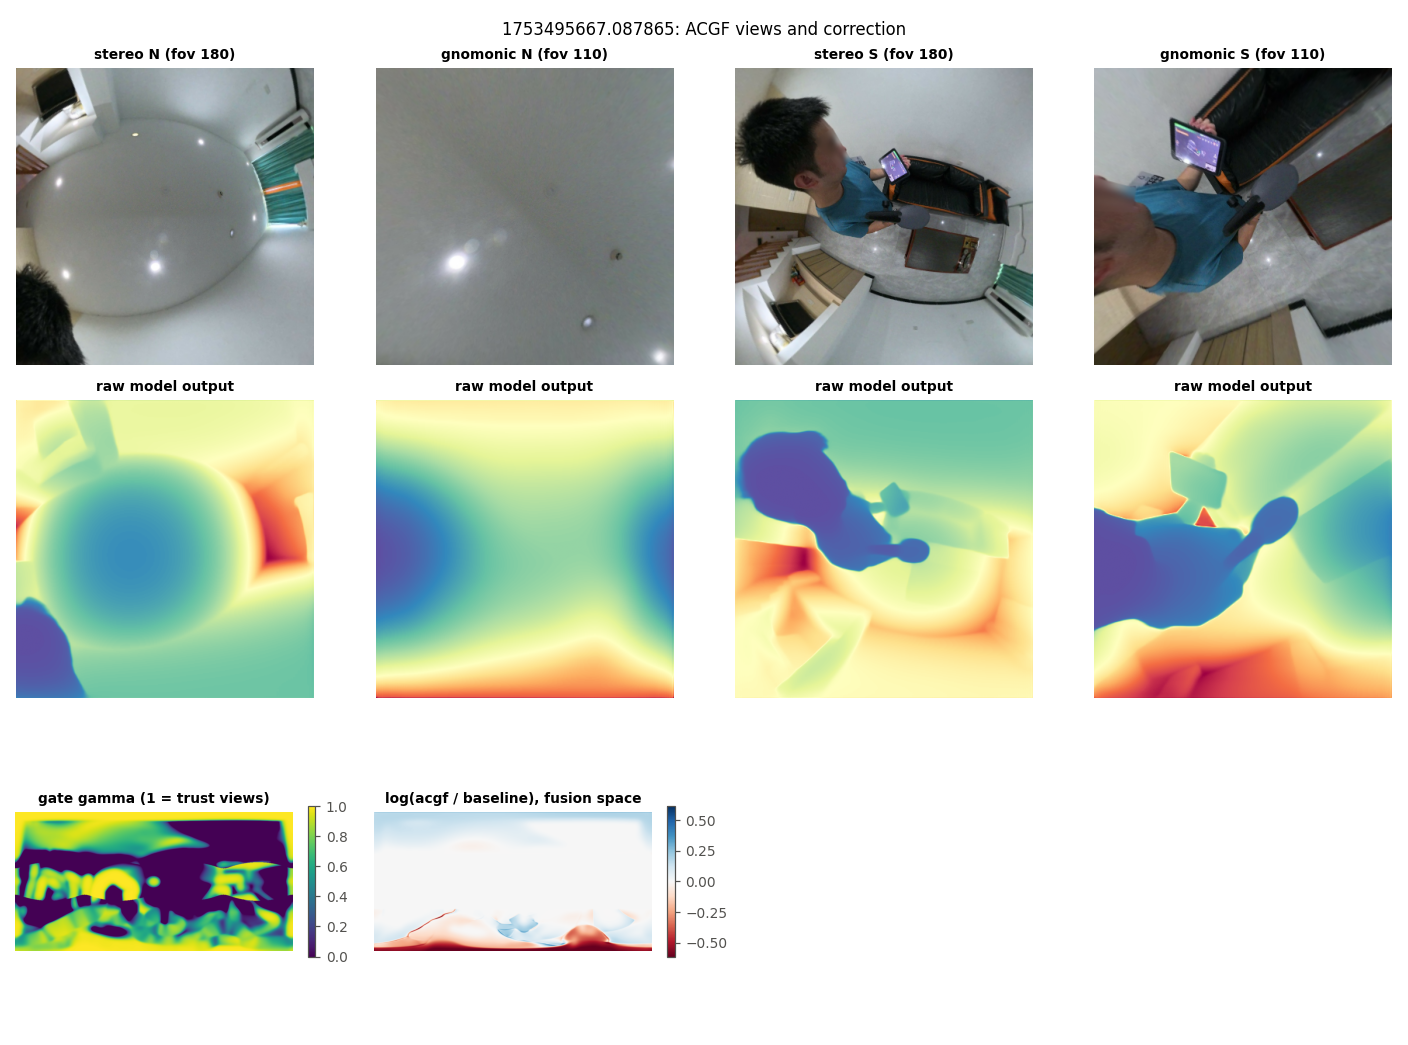 1753495667.087865: ACGF views and correction
stereo N (fov 180)
gnomonic N (fov 110)
stereo S (fov 180)
gnomonic S (fov 110)
raw model output
raw model output
raw model output
raw model output
gate gamma (1 = trust views)
1.0
0.8
0.6
0.4
0.2
0.0
log(acgf / baseline), fusion space
0.50
0.25
0.00
−0.25
−0.50